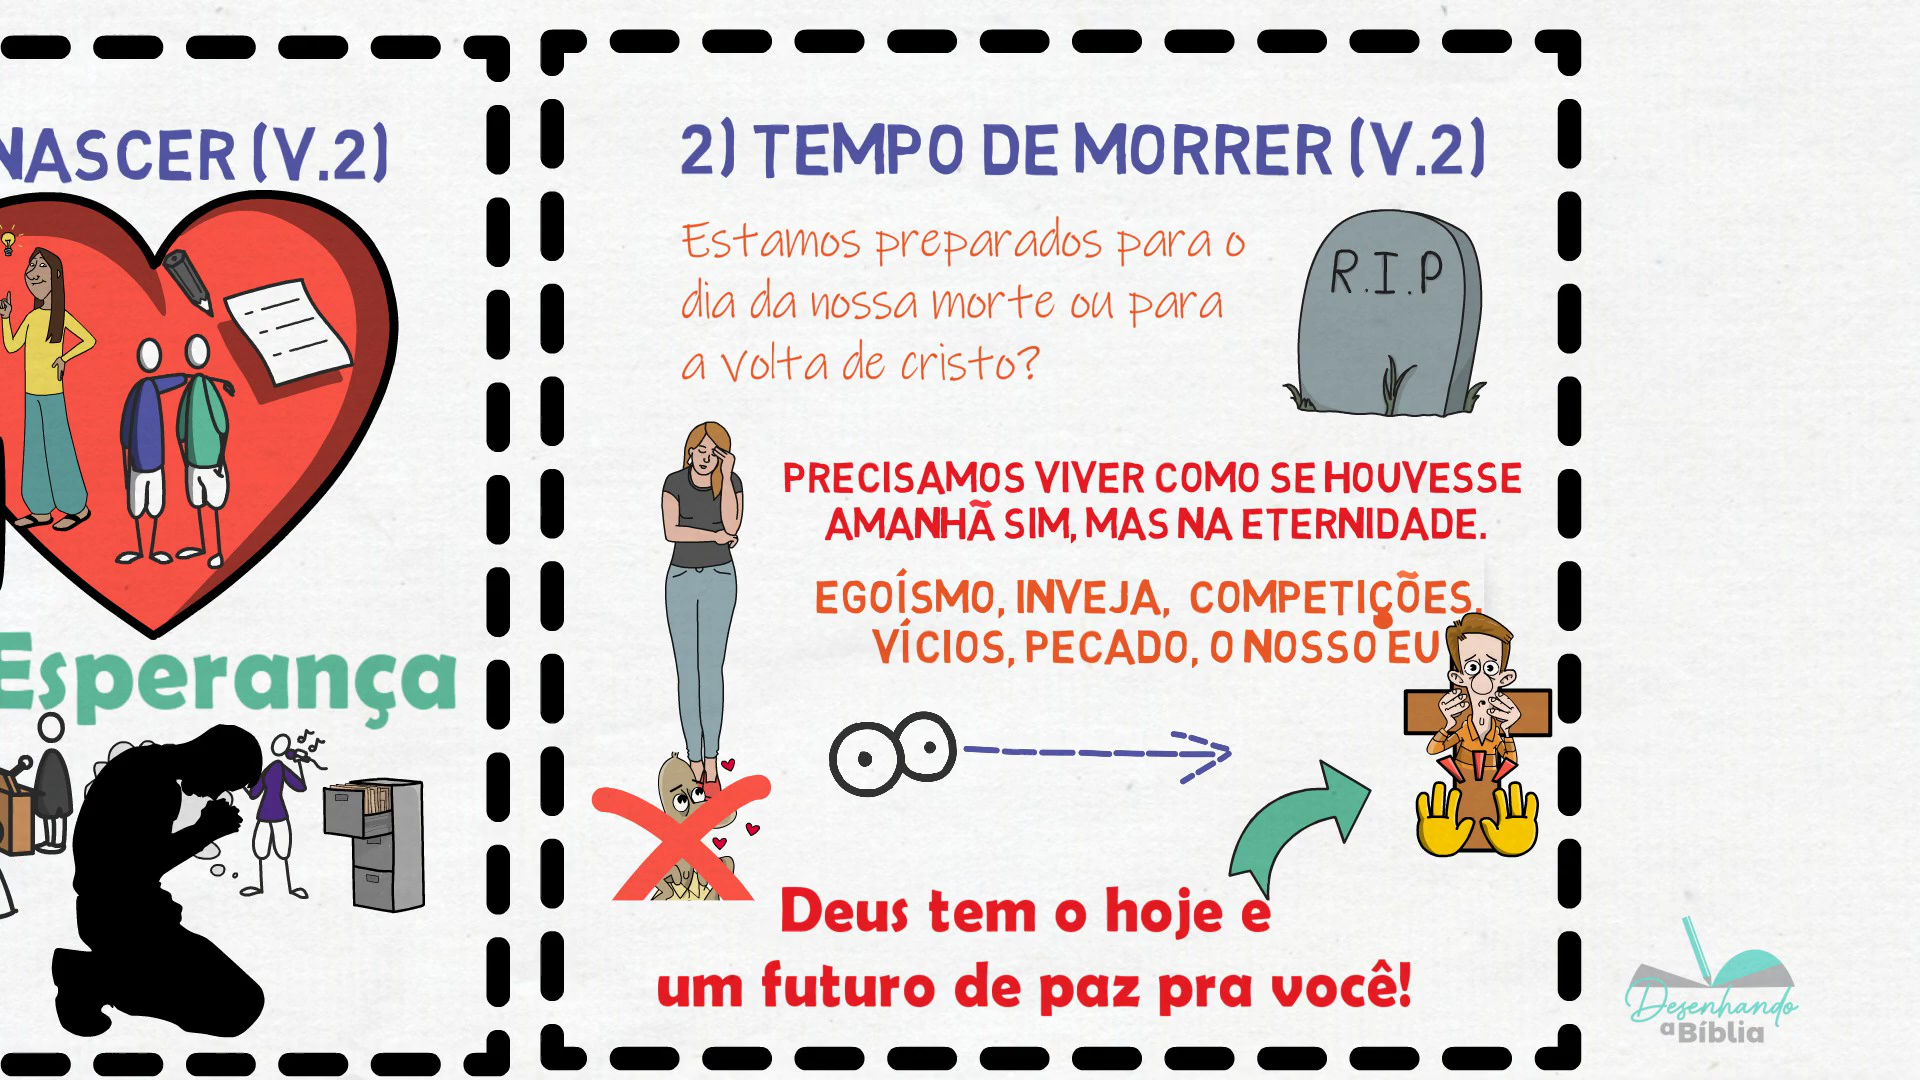 NASCER (V.2)
Esperança
2) TEMPO DE MORRER (V.2)
Estamos preparados para o
dia da nossa morte ou para
a volta de cristo?
R.I.P
PRECISAMOS VIVER COMO SE HOUVESSE
AMANHÃ SIM, MAS NA ETERNIDADE.
EGOÍSMO, INVEJA, COMPETIÇÕES,
VÍCIOS, PECADO, O NOSSO EU
Deus tem o hoje e
um futuro de paz pra você!
Desenhando
a Bíblia